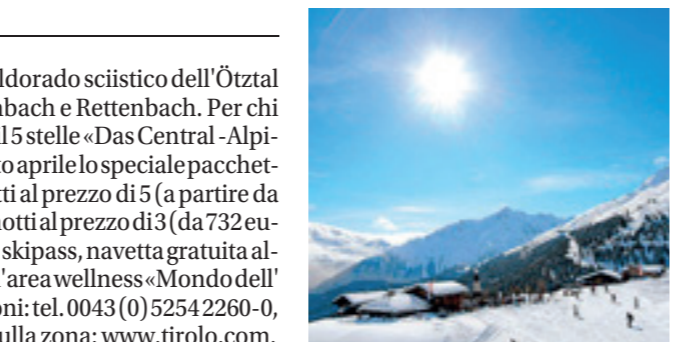 ldorado sciistico dell'Ötztal
nbach e Rettenbach. Per chi
l 5 stelle «Das Central - Alpi-
to aprile lo speciale pacchet-
tti al prezzo di 5 (a partire da
notti al prezzo di 3 (da 732 eu-
skipass, navetta gratuita al-
l'area wellness «Mondo dell'
oni: tel. 0043 (0) 5254 2260-0,
ulla zona: www.tirolo.com.